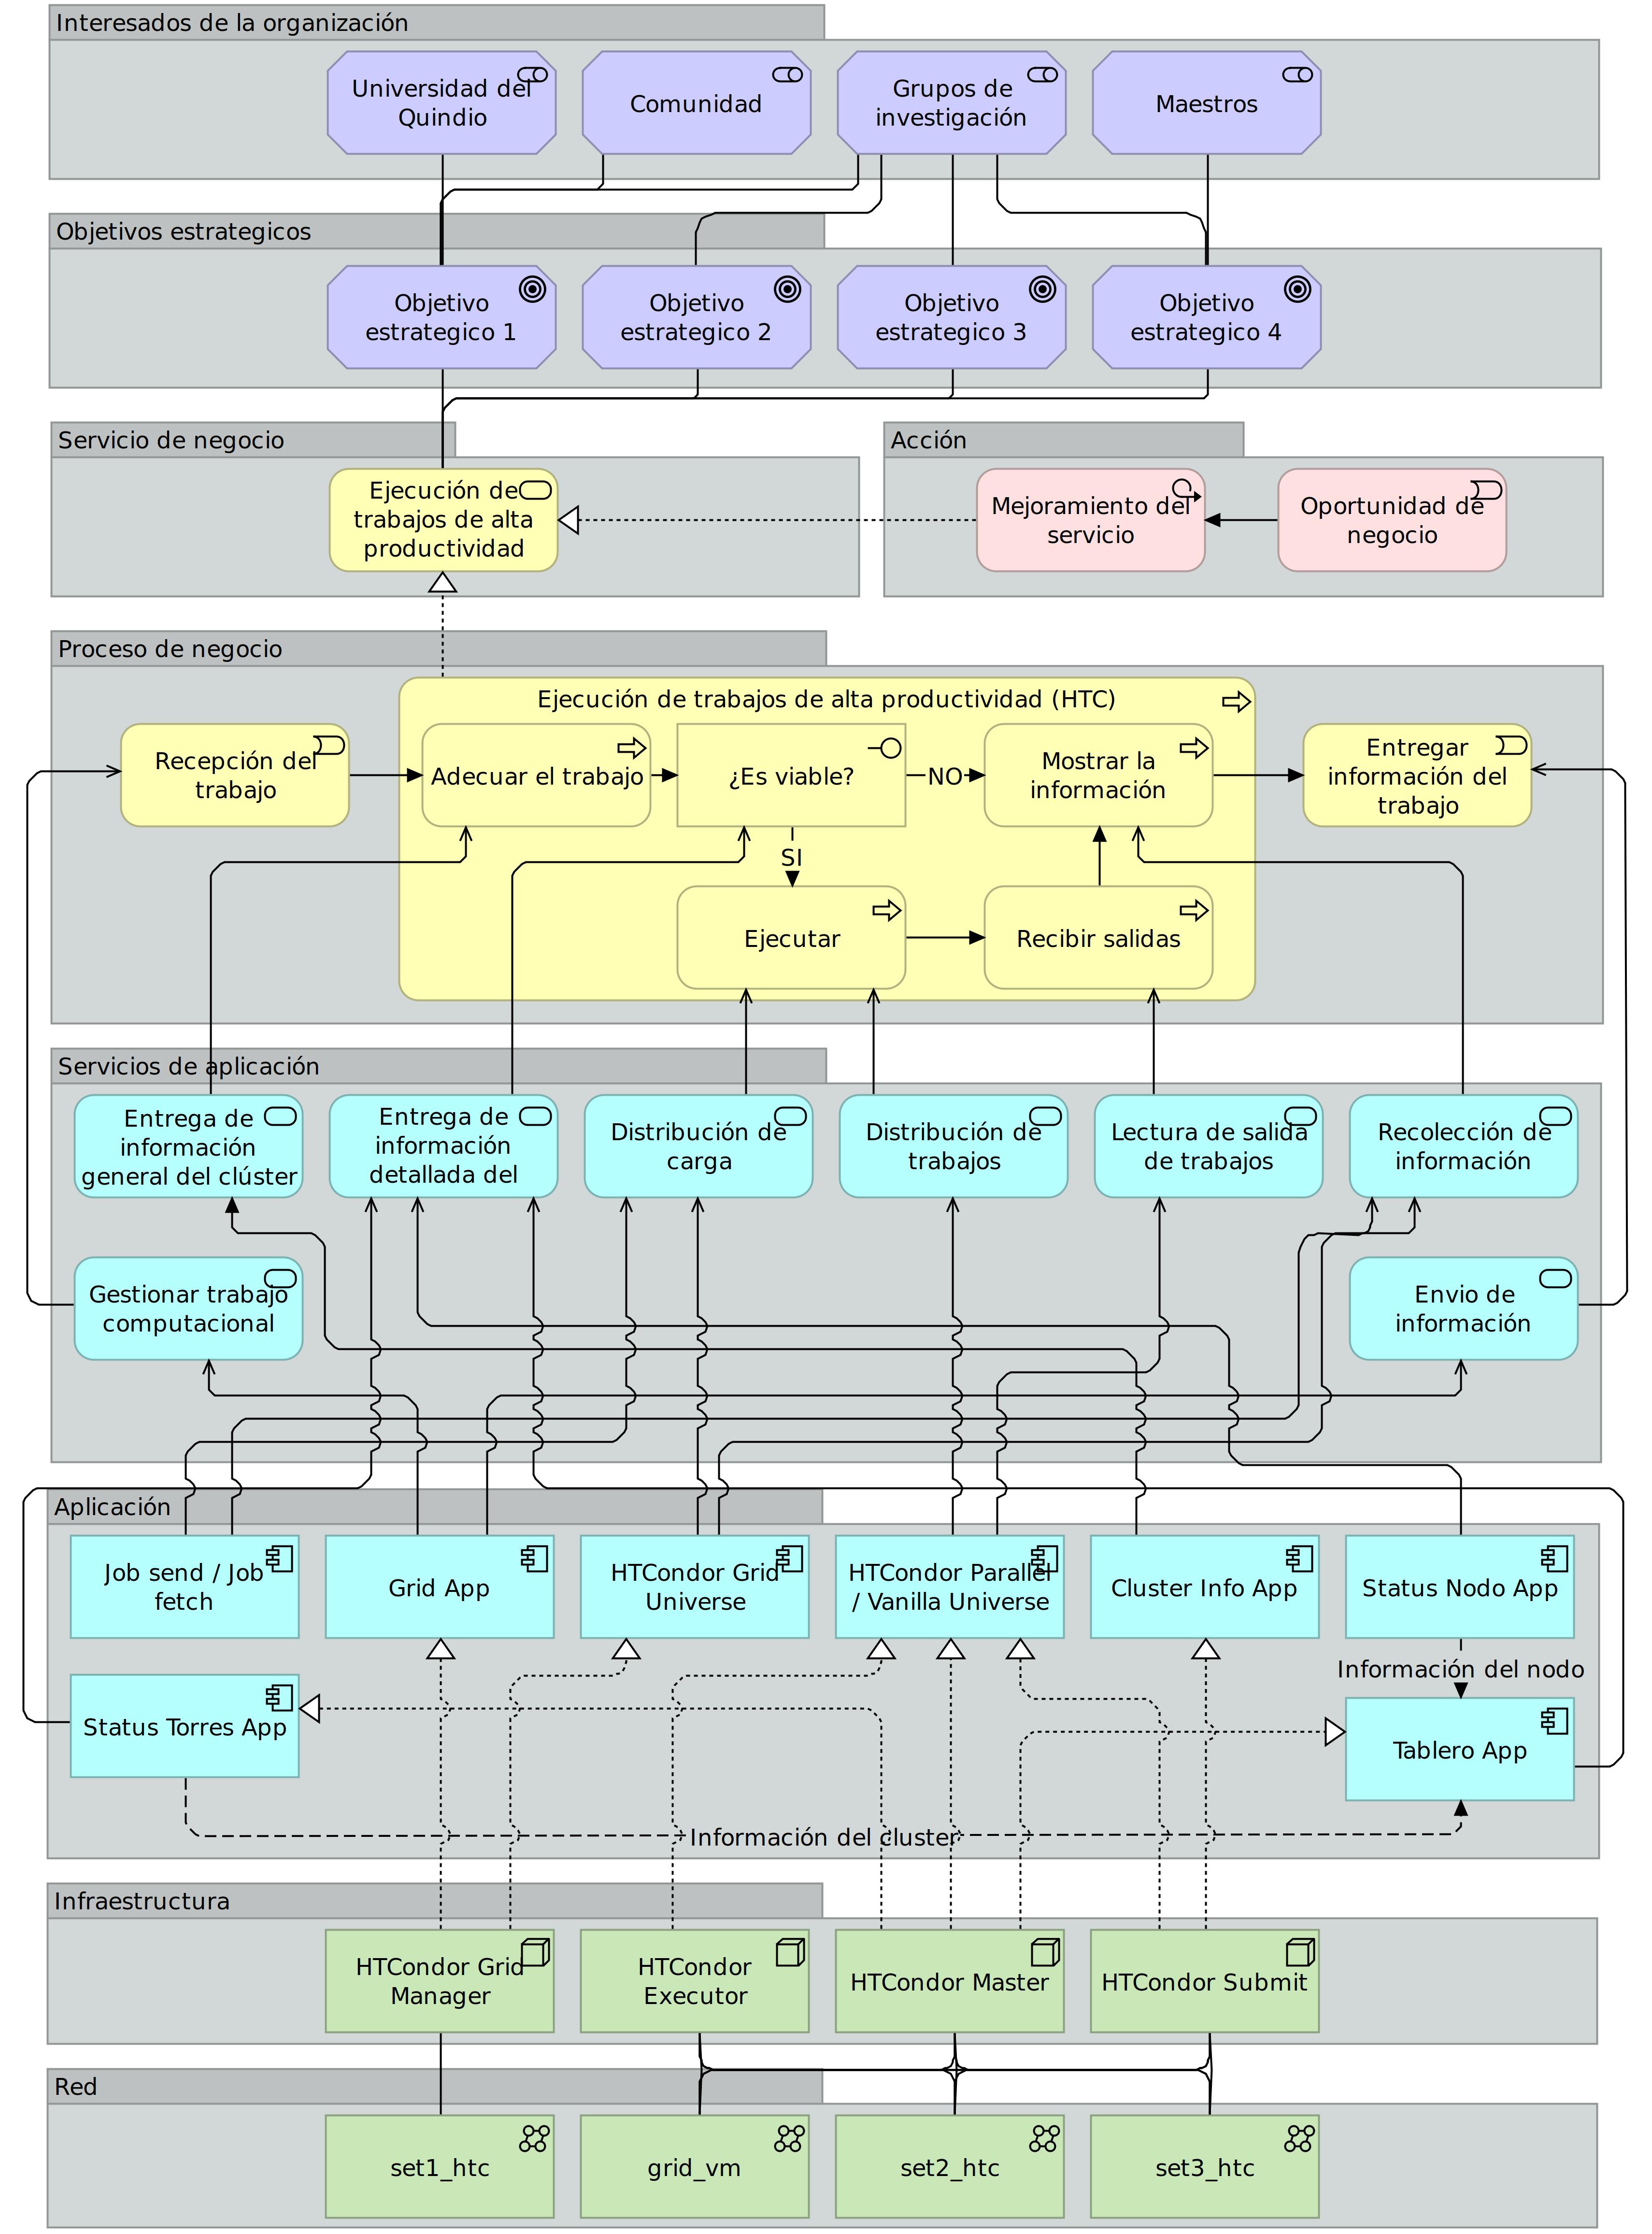 Interesados de la organización
Universidad del
Quindio
Comunidad
Grupos de
investigación
Maestros
Objetivos estrategicos
Objetivo
estrategico 1
Objetivo
estrategico 2
Objetivo
estrategico 3
Objetivo
estrategico 4
Servicio de negocio
Ejecución de
trabajos de alta
productividad
Acción
Mejoramiento del
servicio
Oportunidad de
negocio
Proceso de negocio
Ejecución de trabajos de alta productividad (HTC)
Recepción del
trabajo
Adecuar el trabajo
¿Es viable?
NO
Mostrar la
información
Entregar
información del
trabajo
SI
Ejecutar
Recibir salidas
Servicios de aplicación
Entrega de
información
general del clúster
Entrega de
información
detallada del
Distribución de
carga
Distribución de
trabajos
Lectura de salida
de trabajos
Recolección de
información
Gestionar trabajo
computacional
Envio de
información
Aplicación
Job send / Job
fetch
Grid App
HTCondor Grid
Universe
HTCondor Parallel
/ Vanilla Universe
Cluster Info App
Status Nodo App
Información del nodo
Status Torres App
Tablero App
Información del cluster
Infraestructura
HTCondor Grid
Manager
HTCondor
Executor
HTCondor Master
HTCondor Submit
Red
set1_htc
grid_vm
set2_htc
set3_htc